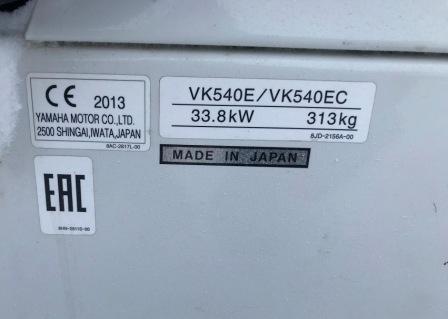 CE 2013
YAMAHA MOTOR CO.,LTD.
2500 SHINGAI,IWATA,JAPAN
8AC-2817L-00
VK540E/VK540EC
33.8kW 313kg
8JD-2156A-00
MADE IN JAPAN
EAC